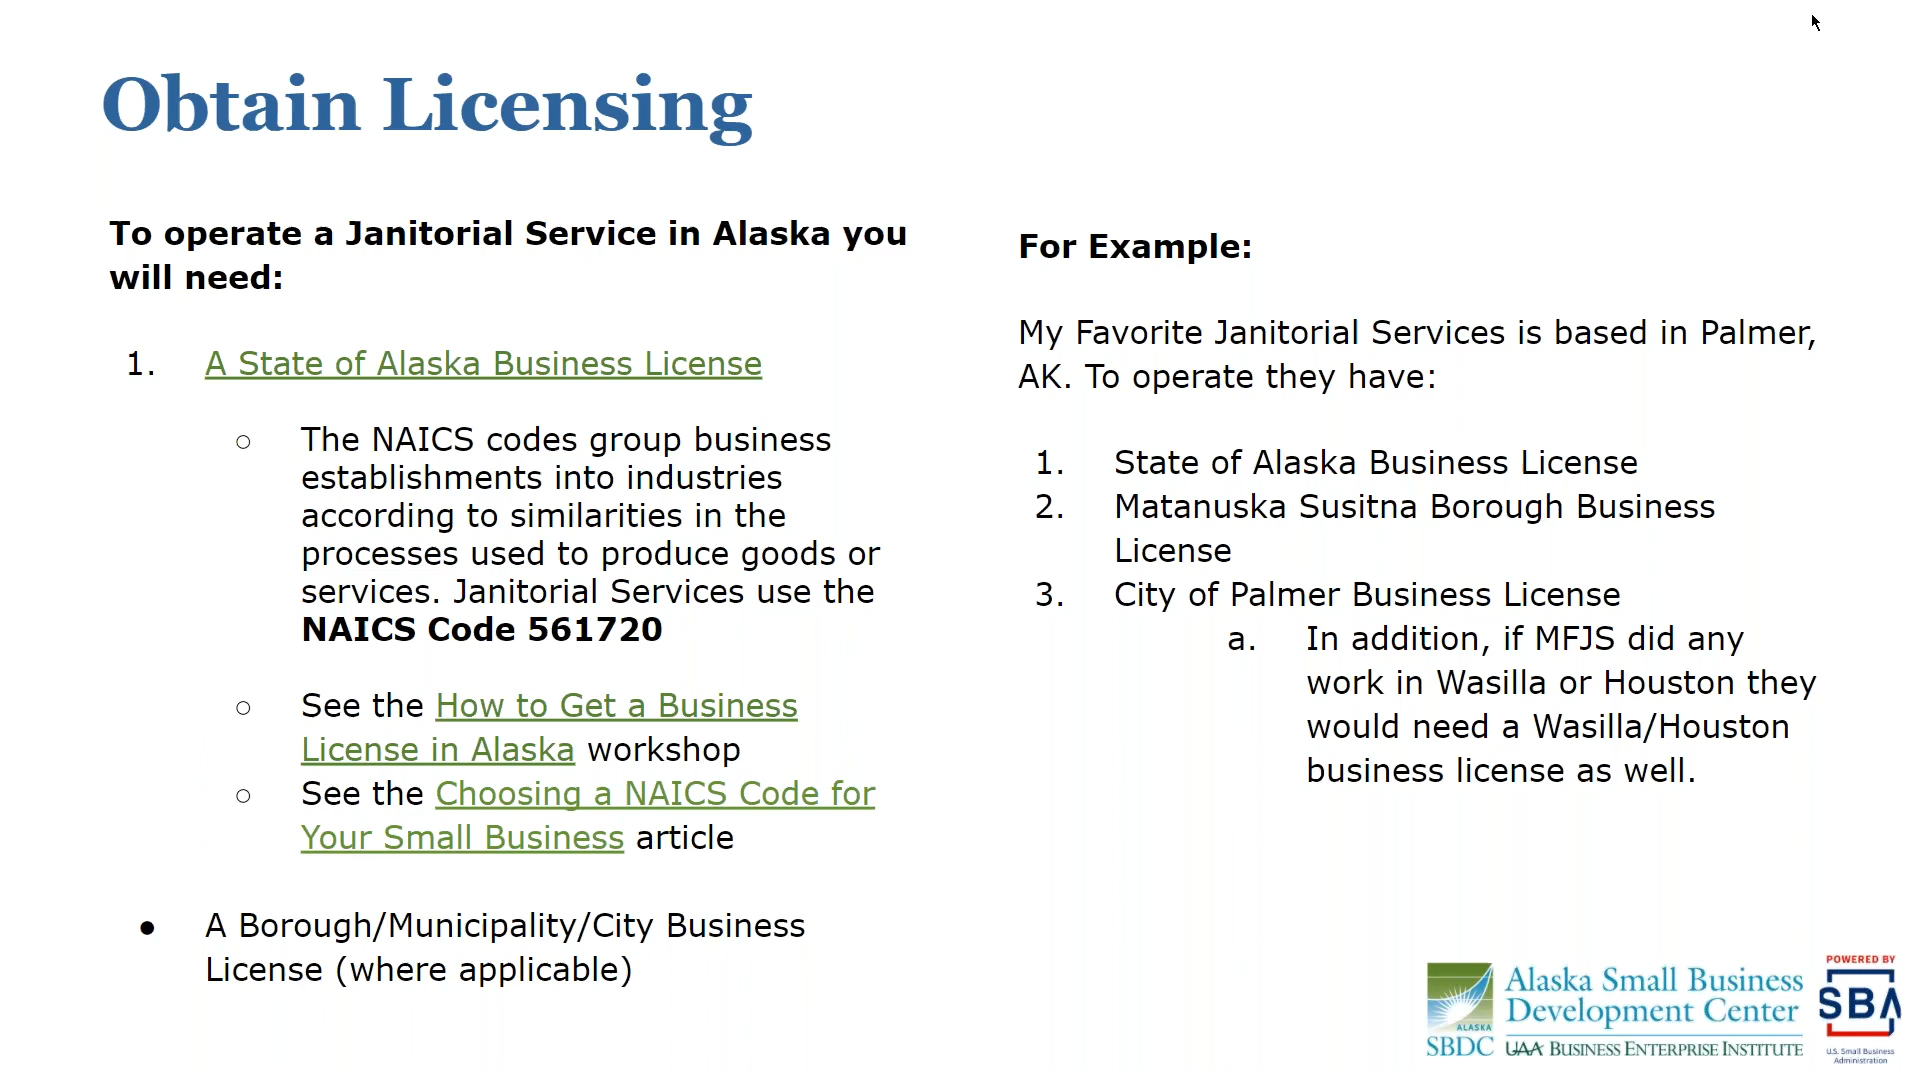 Obtain Licensing
To operate a Janitorial Service in Alaska you
will need:
1. A State of Alaska Business License
○ The NAICS codes group business
establishments into industries
according to similarities in the
processes used to produce goods or
services. Janitorial Services use the
NAICS Code 561720
○ See the How to Get a Business
License in Alaska workshop
○ See the Choosing a NAICS Code for
Your Small Business article
● A Borough/Municipality/City Business
License (where applicable)
For Example:
My Favorite Janitorial Services is based in Palmer,
AK. To operate they have:
1. State of Alaska Business License
2. Matanuska Susitna Borough Business
License
3. City of Palmer Business License
a. In addition, if MFJS did any
work in Wasilla or Houston they
would need a Wasilla/Houston
business license as well.
ALASKA
SBDC
Alaska Small Business
Development Center
UAA BUSINESS ENTERPRISE INSTITUTE
POWERED BY
SBA
U.S. Small Business
Administration